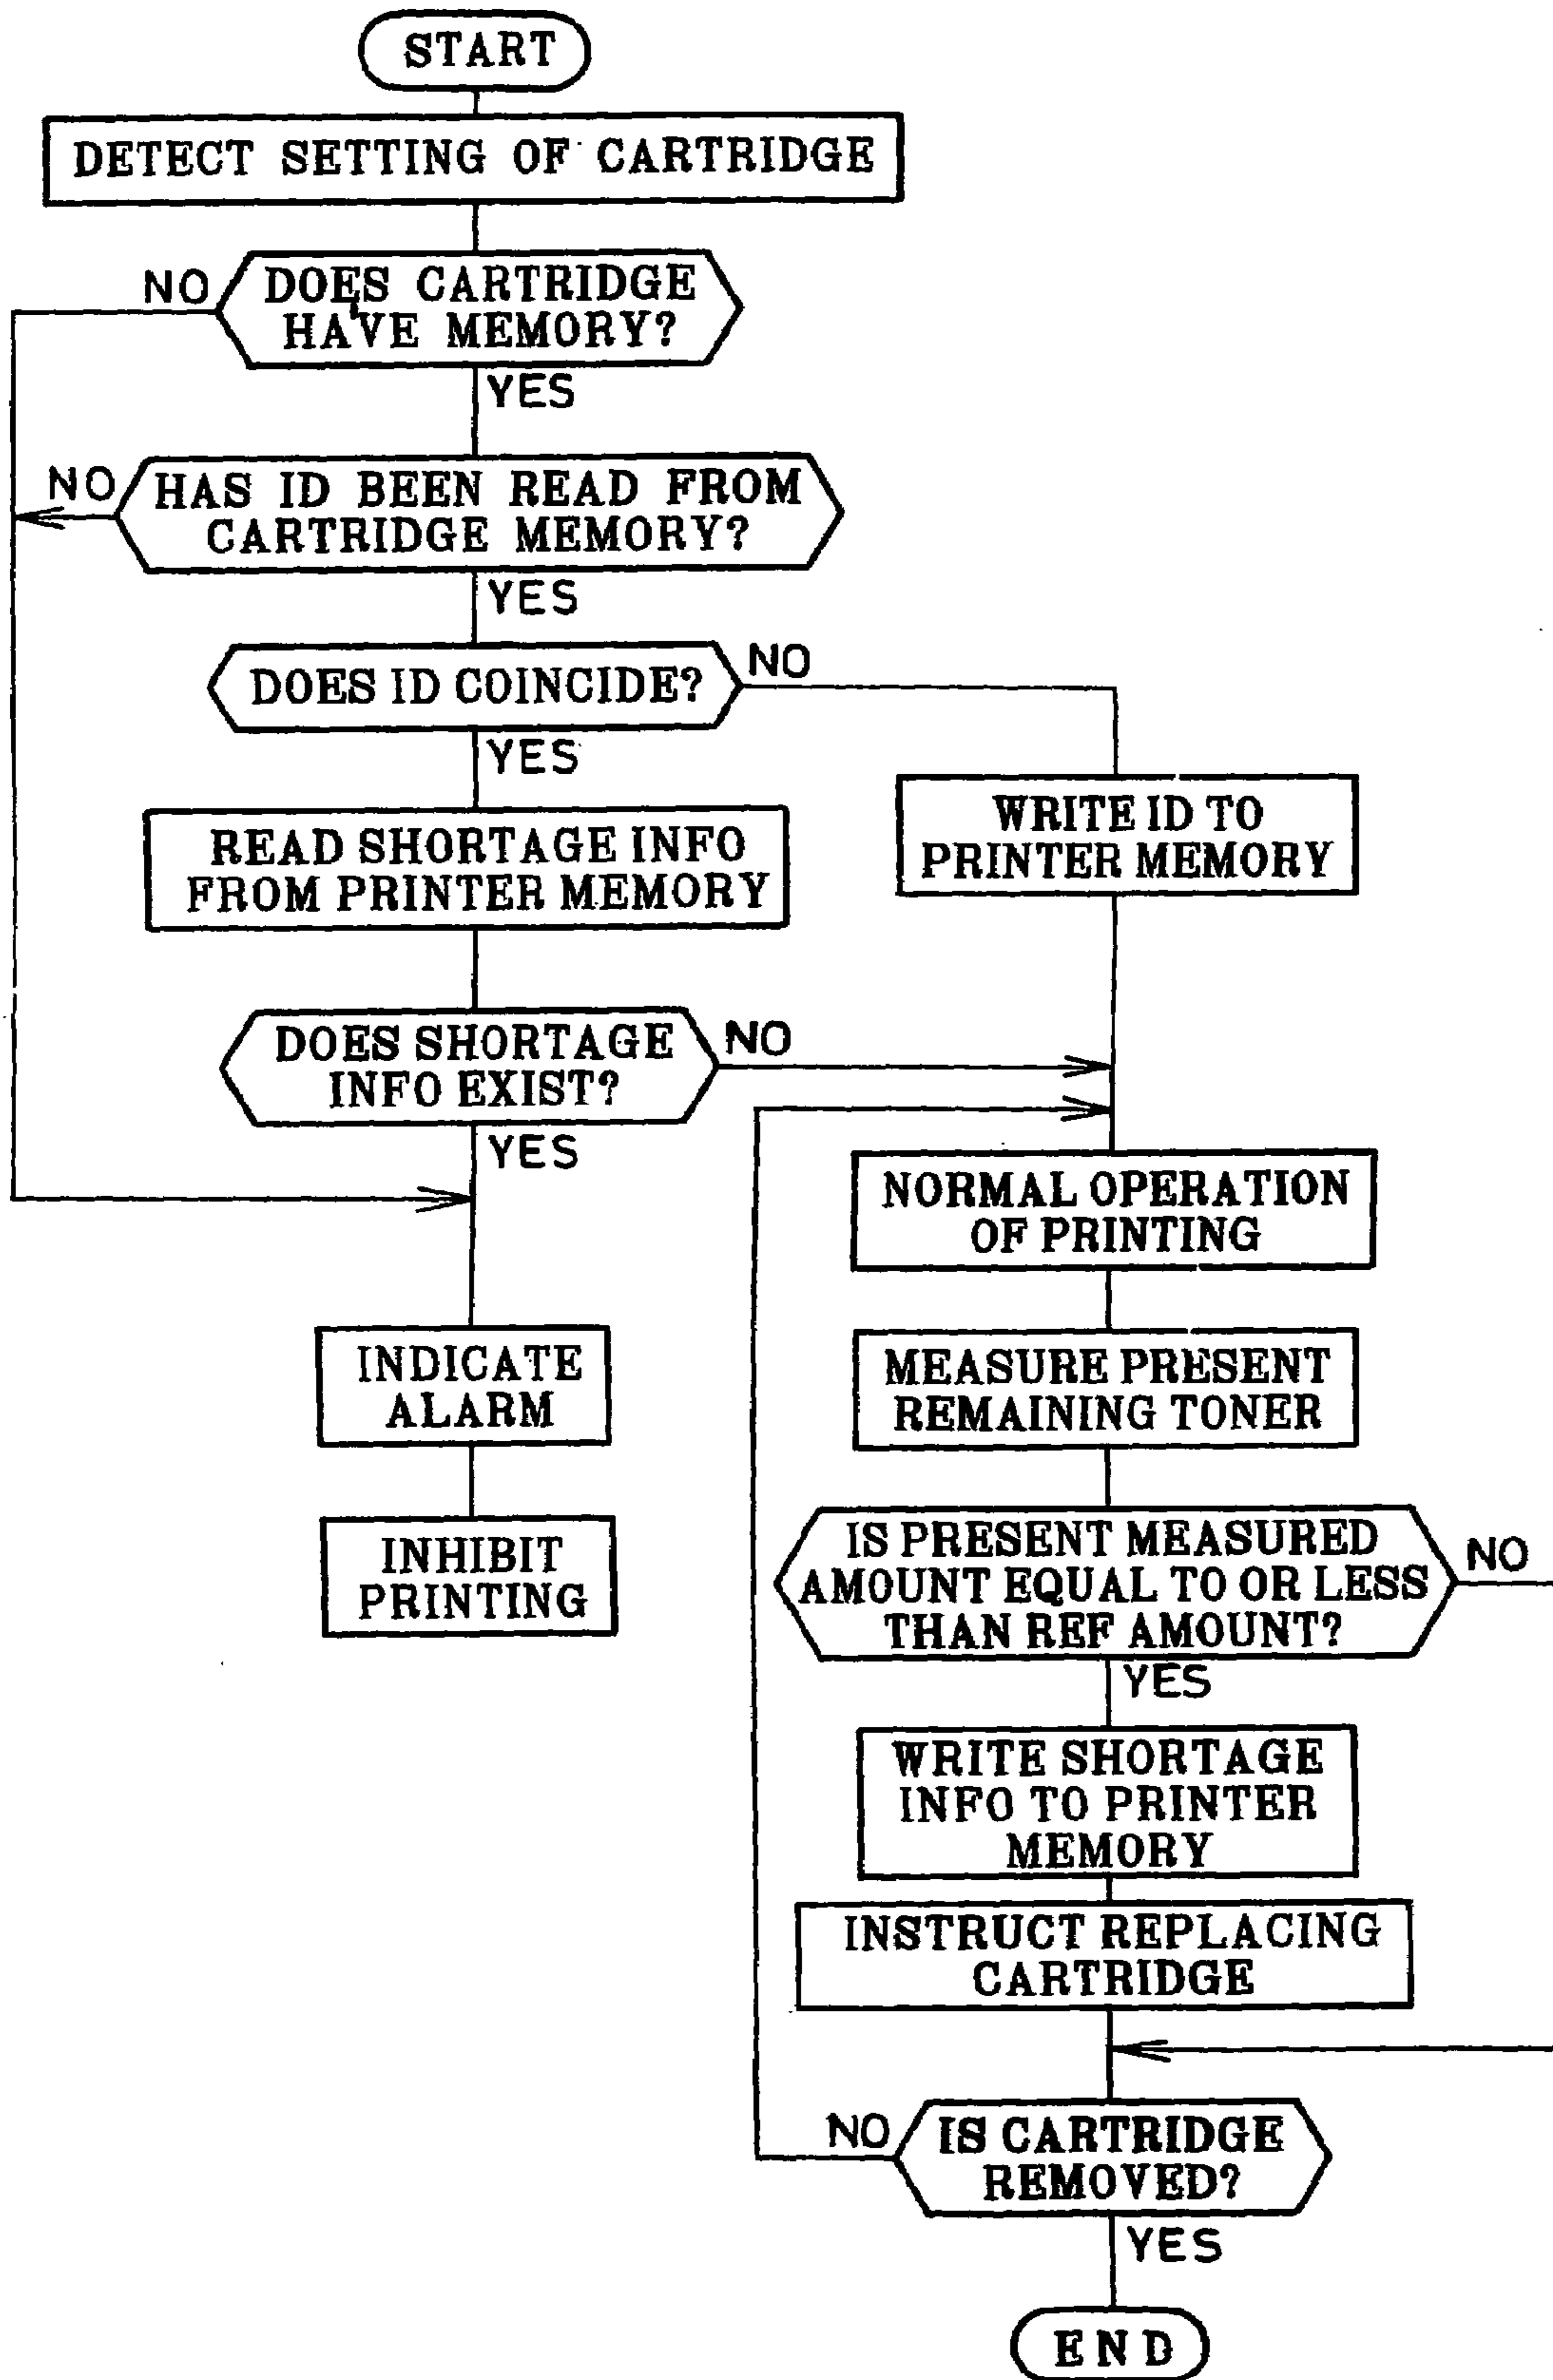 START
DETECT SETTING OF CARTRIDGE
NO
DOES CARTRIDGE
HAVE MEMORY?
YES
NO
HAS ID BEEN READ FROM
CARTRIDGE MEMORY?
YES
DOES ID COINCIDE?
NO
YES
WRITE ID TO
PRINTER MEMORY
READ SHORTAGE INFO
FROM PRINTER MEMORY
DOES SHORTAGE
INFO EXIST?
NO
YES
NORMAL OPERATION
OF PRINTING
INDICATE
ALARM
MEASURE PRESENT
REMAINING TONER
INHIBIT
PRINTING
IS PRESENT MEASURED
AMOUNT EQUAL TO OR LESS
THAN REF AMOUNT?
NO
YES
WRITE SHORTAGE
INFO TO PRINTER
MEMORY
INSTRUCT REPLACING
CARTRIDGE
NO
IS CARTRIDGE
REMOVED?
YES
END